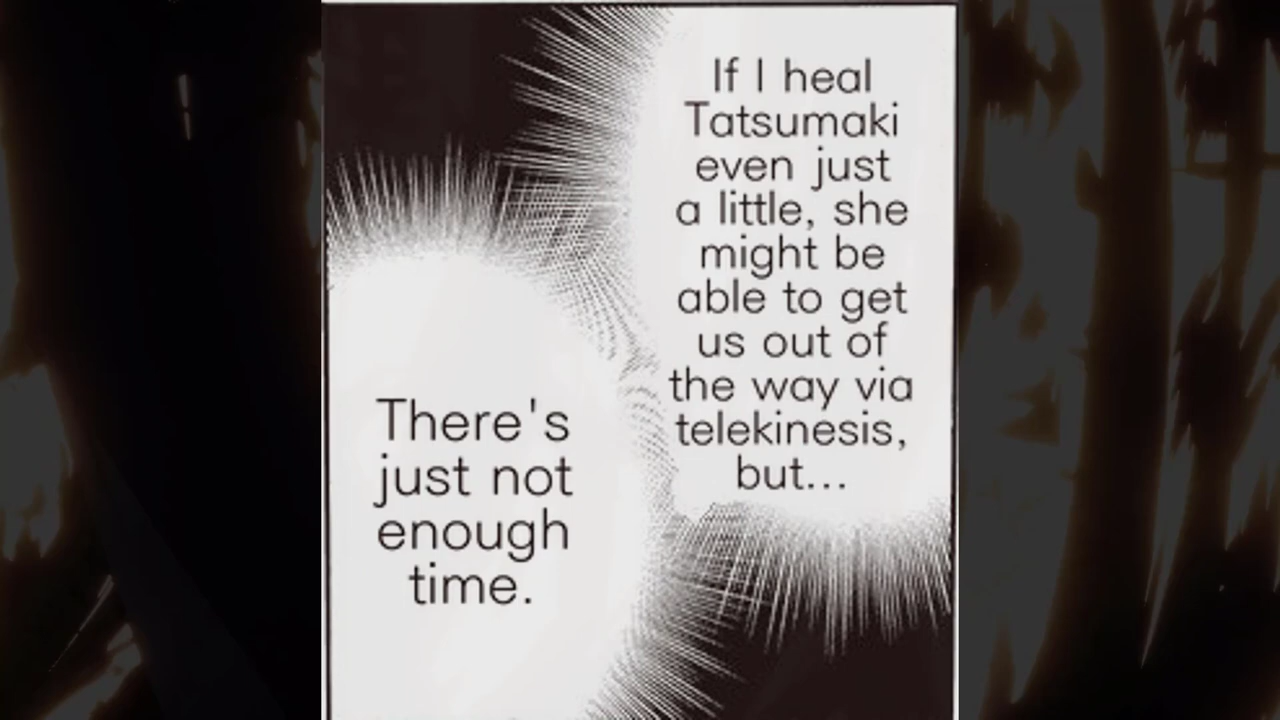 If I heal
Tatsumaki
even just
a little, she
might be
able to get
us out of
the way via
telekinesis,
but...
There's
just not
enough
time.